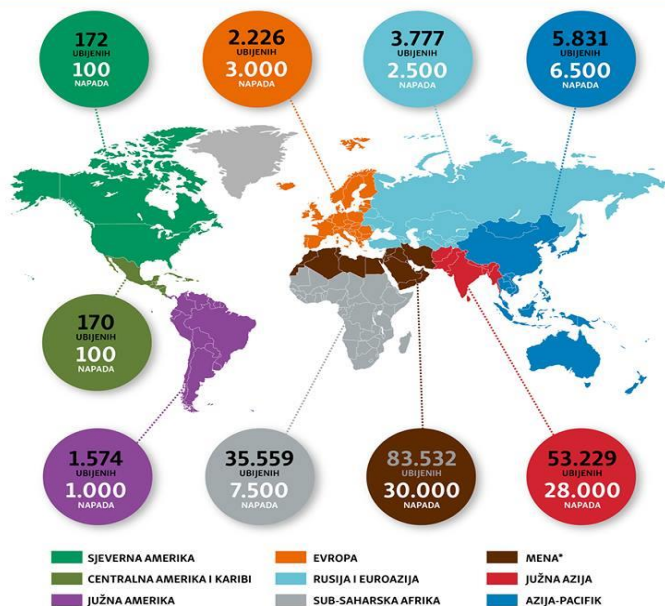 172
UBIJENIH
100
NAPADA
2.226
UBIJENIH
3.000
NAPADA
3.777
UBIJENIH
2.500
NAPADA
5.831
UBIJENIH
6.500
NAPADA
170
UBIJENIH
100
NAPADA
1.574
UBIJENIH
1.000
NAPADA
35.559
UBIJENIH
7.500
NAPADA
83.532
UBIJENIH
30.000
NAPADA
53.229
UBIJENIH
28.000
NAPADA
SJEVERNA AMERIKA
CENTRALNA AMERIKA I KARIBI
JUŽNA AMERIKA
EVROPA
RUSIJA I EUROAZIJA
SUB-SAHARSKA AFRIKA
MENA*
JUŽNA AZIJA
AZIJA-PACIFIK